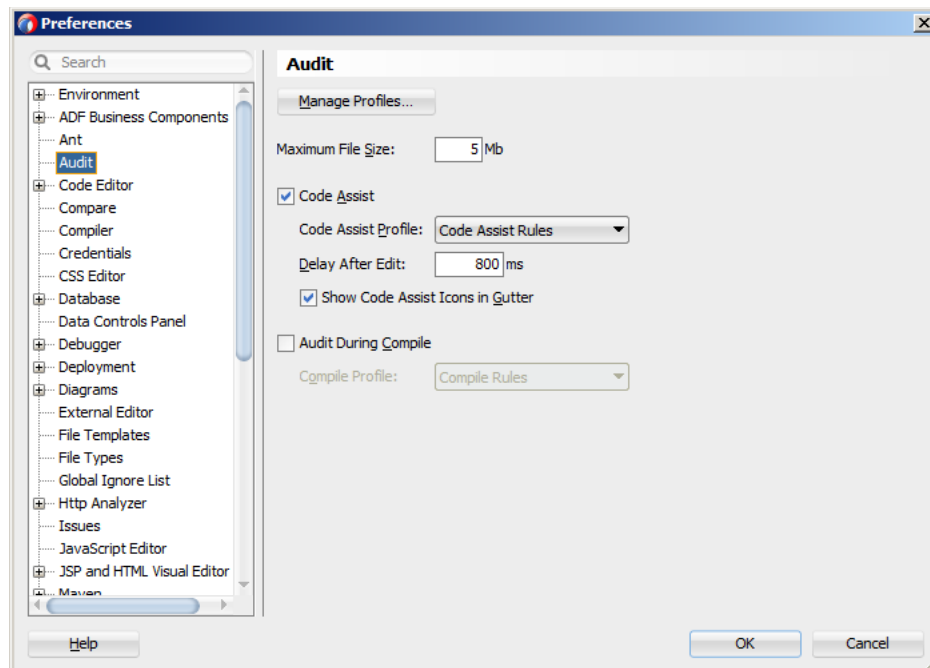 Preferences
Search
Environment
ADF Business Components
Ant
Audit
Code Editor
Compare
Compiler
Credentials
CSS Editor
Database
Data Controls Panel
Debugger
Deployment
Diagrams
External Editor
File Templates
File Types
Global Ignore List
Http Analyzer
Issues
JavaScript Editor
JSP and HTML Visual Editor
Maven
Audit
Manage Profiles...
Maximum File Size: 5 Mb
Code Assist
Code Assist Profile: Code Assist Rules
Delay After Edit: 800 ms
Show Code Assist Icons in Gutter
Audit During Compile
Compile Profile: Compile Rules
Help OK Cancel